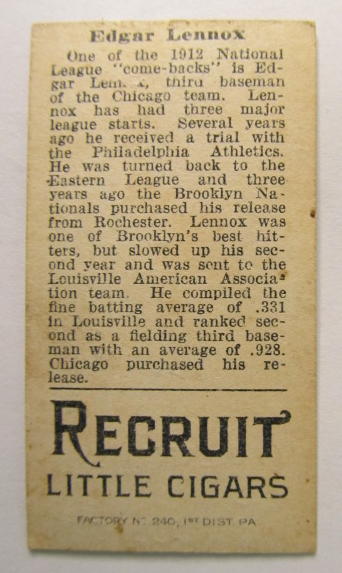 Edgar Lennox
One of the 1912 National
League "come-backs" is Ed-
gar third baseman
of the Chicago team. Len-
nox has had three major
league starts. Several years
ago he received a trial with
the Philadelphia Athletics.
He was turned back to the
Eastern League and three
years ago the Brooklyn Na-
tionals purchased his release
from Rochester. Lennox was
one of Brooklyn's best hit-
ters, but slowed up his sec-
ond year and was sent to the
Louisville American Associa-
tion team. He compiled the
fine batting average of .331
in Louisville and ranked sec-
ond as a fielding third base-
man with an average of .928.
Chicago purchased his re-
lease.
RECRUIT
LITTLE CIGARS
FACTORY No 240, 1ST DIST. PA